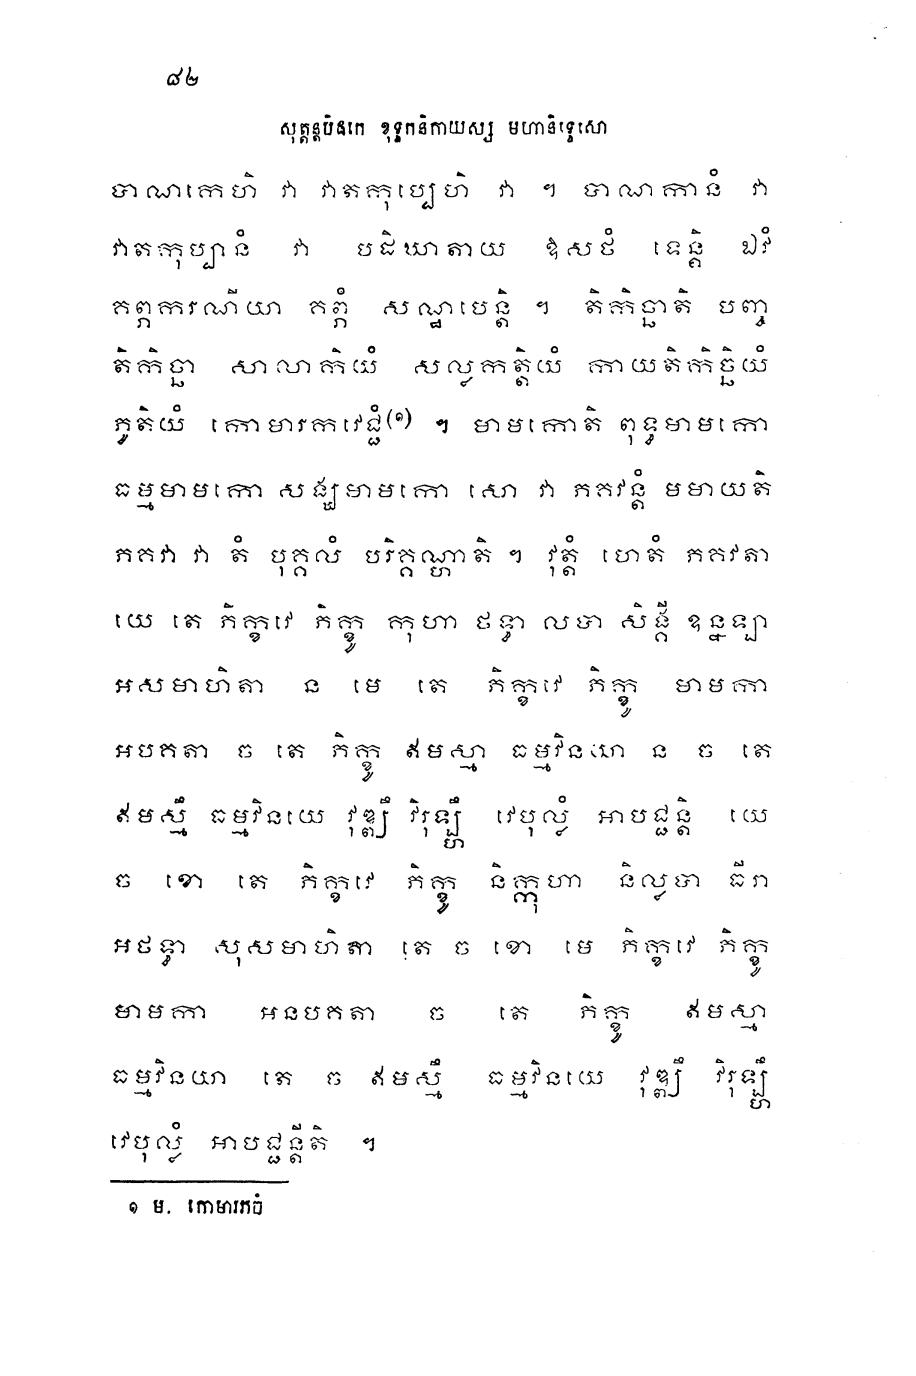 ៨២
សុត្តន្តបិដកេ ខុទ្ទកនិកាយស្ស មហានិទ្ទេសោ
ចាណកេហិ វា វាតកុប្បេហិ វា ។ ចាណកានំ វា
វាតកុប្បានំ វា បដិឃាតាយ ឱសថំ ទេន្តិ ឯវំ
កត្តករណីយា កត្តំ សណ្ឋបេន្តិ ។ តិកិច្ឆាតិ បញ្ច
តិកិច្ឆា សាលាកិយំ សល្លកត្តិយំ កាយតិកិច្ឆិយំ
ភូតិយំ កោមារកវេជ្ជំ(១) ។ មាមកោតិ ពុទ្ធមាមកោ
ធម្មមាមកោ សង្ឃមាមកោ សោ វា ភគវន្តំ មមាយតិ
ភគវា វា តំ បុគ្គលំ បរិគ្គណ្ហាតិ ។ វុត្តំ ហេតំ ភគវតា
យេ តេ ភិក្ខវេ ភិក្ខូ កុហា ថទ្ធា លបា សិង្គី ឧន្នឡា
អសមាហិតា ន មេ តេ ភិក្ខវេ ភិក្ខូ មាមកា
អបគតា ច តេ ភិក្ខូ ឥមស្មា ធម្មវិនយា ន ច តេ
ឥមស្មឹ ធម្មវិនយេ វុឌ្ឍឹ វិរុឡ្ហឹ វេបុល្លំ អាបជ្ជន្តិ យេ
ច ខោ តេ ភិក្ខវេ ភិក្ខូ និក្កុហា និល្លបា ធីរា
អថទ្ធា សុសមាហិតា តេ ច ខោ មេ ភិក្ខវេ ភិក្ខូ
មាមកា អនបគតា ច តេ ភិក្ខូ ឥមស្មា
ធម្មវិនយា តេ ច ឥមស្មឹ ធម្មវិនយេ វុឌ្ឍឹ វិរុឡ្ហឹ
វេបុល្លំ អាបជ្ជន្តីតិ ។
១ ម. កោមារភច្ចំ